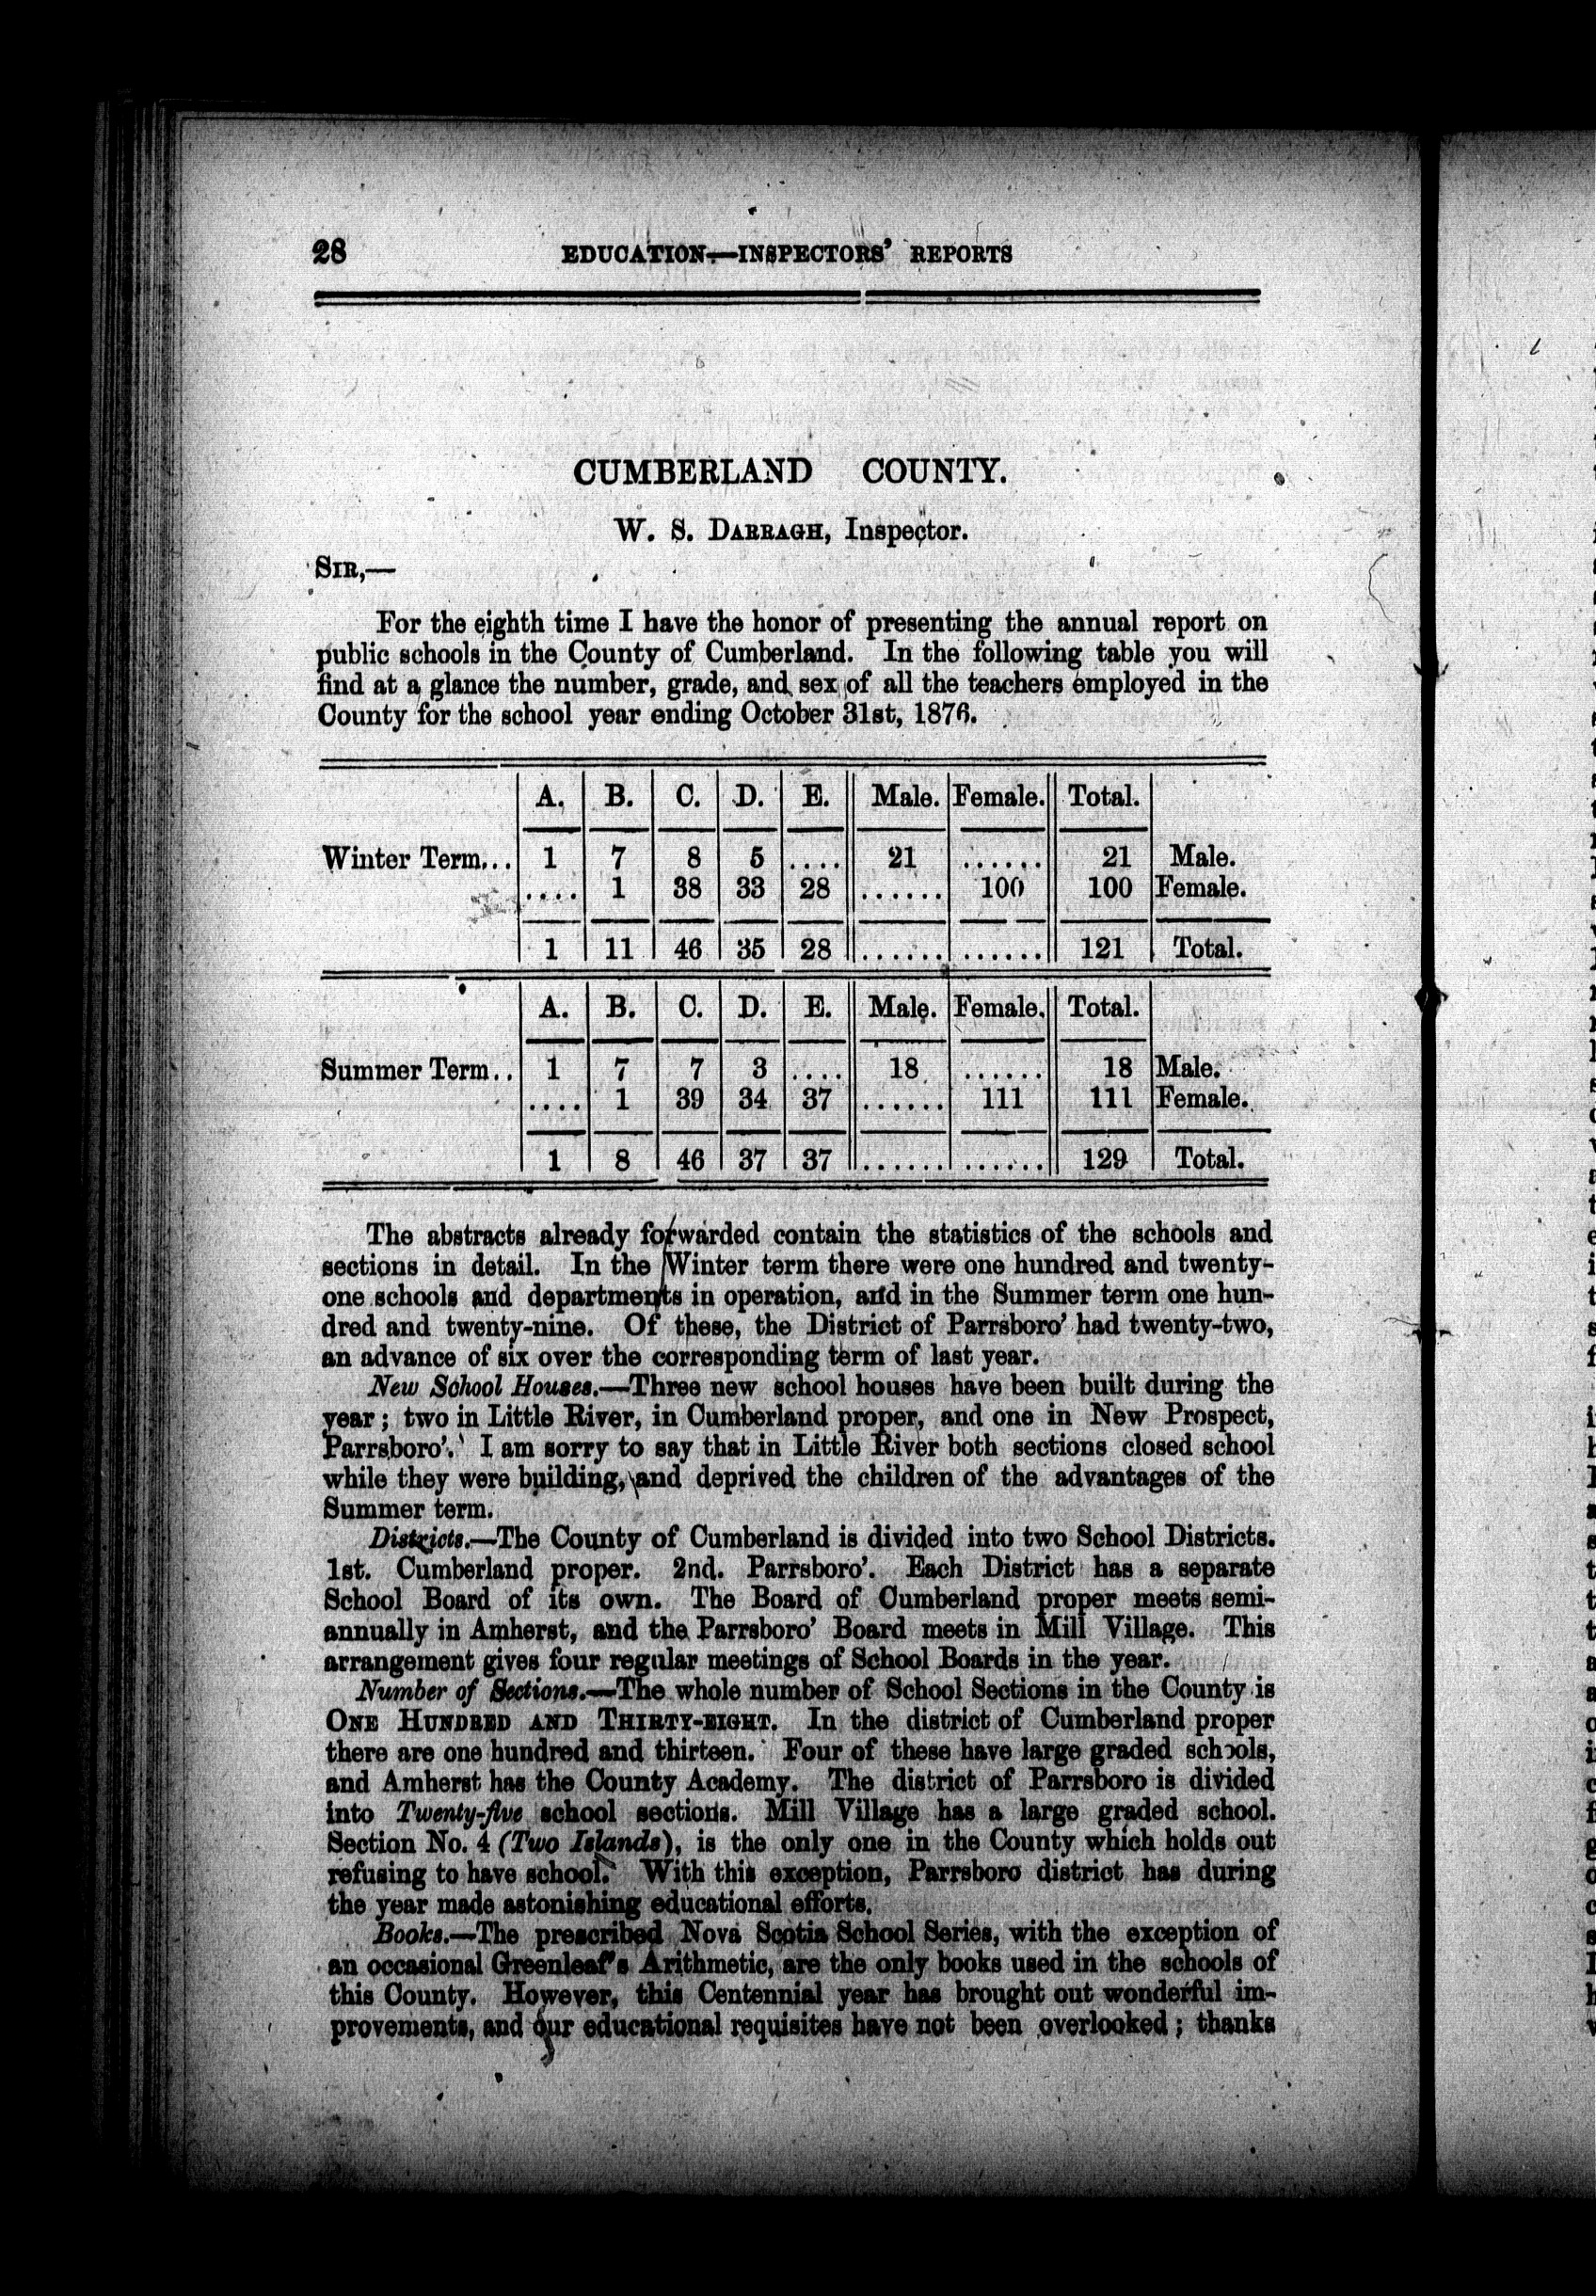 28 EDUCATION—INSPECTORS' REPORTS
CUMBERLAND COUNTY.
W. S. DARRAGH, Inspector.
SIR,—
For the eighth time I have the honor of presenting the annual report on
public schools in the County of Cumberland. In the following table you will
find at a glance the number, grade, and sex of all the teachers employed in the
County for the school year ending October 31st, 1876.
A. B. C. D. E. Male. Female. Total.
Winter Term... 1 7 8 5 .... 21 ...... 21 Male.
.... 1 38 33 28 ...... 100 100 Female.
1 11 46 35 28 ...... ...... 121 Total.
A. B. C. D. E. Male. Female. Total.
Summer Term.. 1 7 7 3 .... 18 ...... 18 Male.
.... 1 39 34 37 ...... 111 111 Female.
1 8 46 37 37 ...... ...... 129 Total.
The abstracts already forwarded contain the statistics of the schools and
sections in detail. In the Winter term there were one hundred and twenty-
one schools and departments in operation, and in the Summer term one hun-
dred and twenty-nine. Of these, the District of Parrsboro' had twenty-two,
an advance of six over the corresponding term of last year.
New School Houses.—Three new school houses have been built during the
year; two in Little River, in Cumberland proper, and one in New Prospect,
Parrsboro'. I am sorry to say that in Little River both sections closed school
while they were building, and deprived the children of the advantages of the
Summer term.
Districts.—The County of Cumberland is divided into two School Districts.
1st. Cumberland proper. 2nd. Parrsboro'. Each District has a separate
School Board of its own. The Board of Cumberland proper meets semi-
annually in Amherst, and the Parrsboro' Board meets in Mill Village. This
arrangement gives four regular meetings of School Boards in the year.
Number of Sections.—The whole number of School Sections in the County is
ONE HUNDRED AND THIRTY-EIGHT. In the district of Cumberland proper
there are one hundred and thirteen. Four of these have large graded schools,
and Amherst has the County Academy. The district of Parrsboro is divided
into Twenty-five school sections. Mill Village has a large graded school.
Section No. 4 (Two Islands), is the only one in the County which holds out
refusing to have school. With this exception, Parrsboro district has during
the year made astonishing educational efforts.
Books.—The prescribed Nova Scotia School Series, with the exception of
an occasional Greenleaf's Arithmetic, are the only books used in the schools of
this County. However, this Centennial year has brought out wonderful im-
provements, and our educational requisites have not been overlooked; thanks